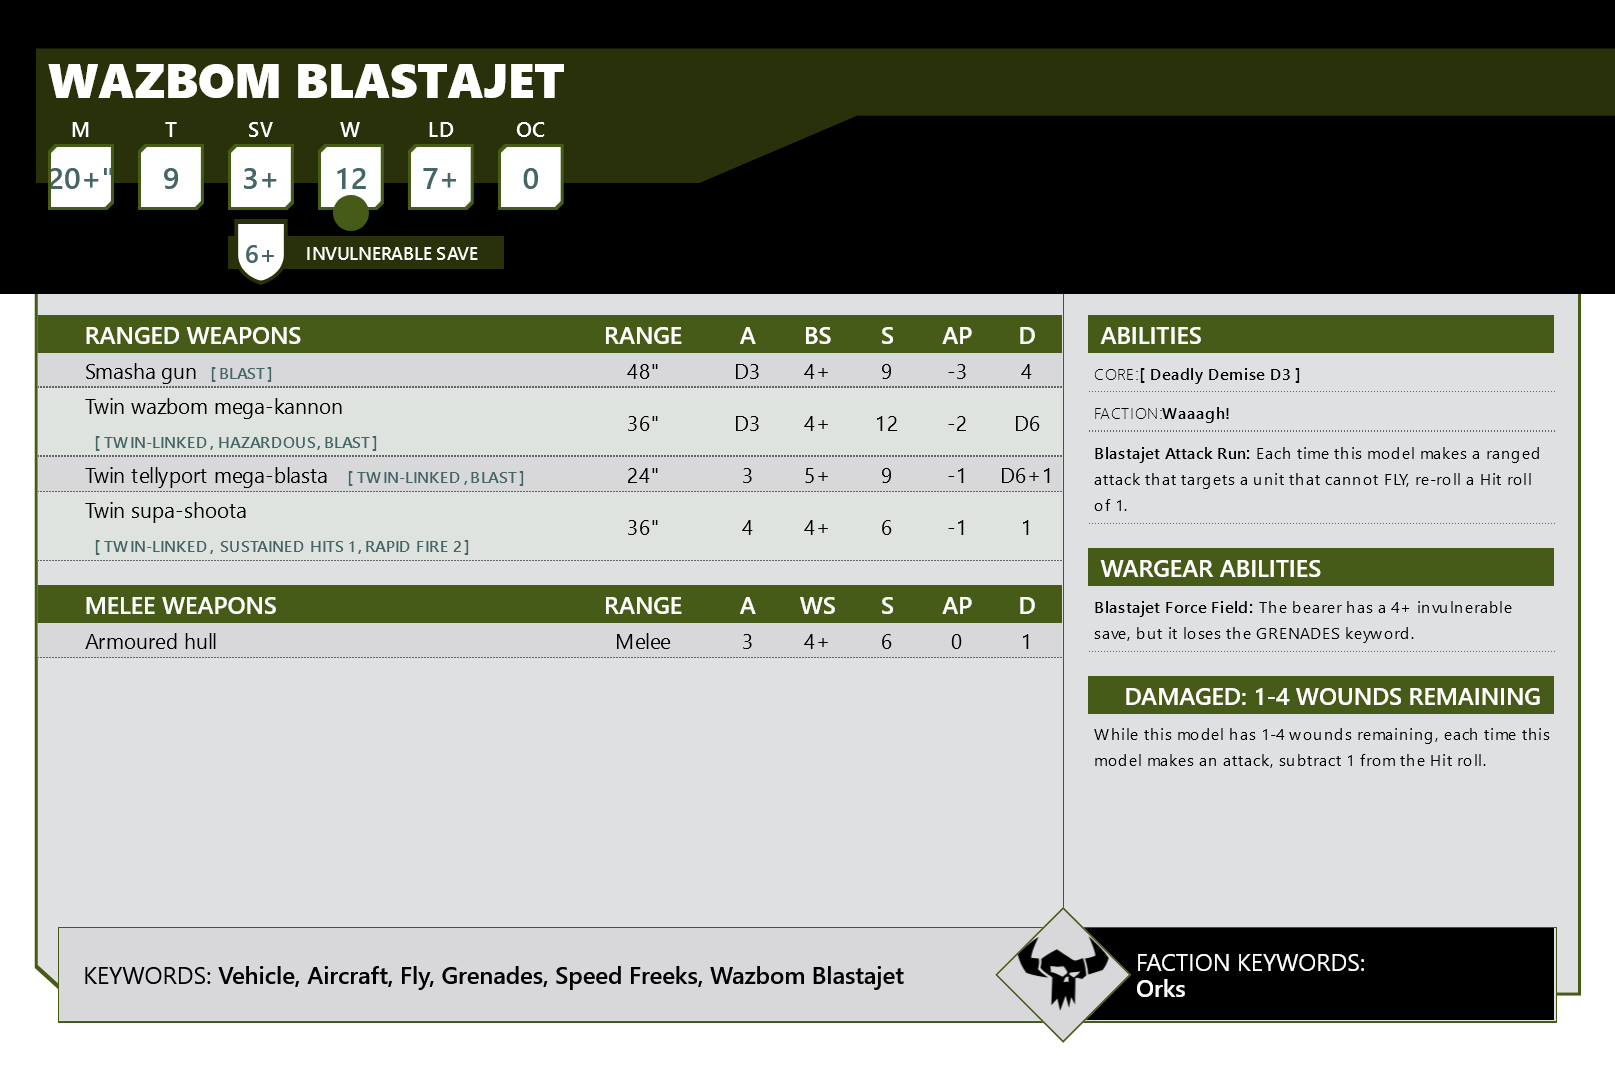 WAZBOM BLASTAJET
M T SV W LD OC
20+" 9 3+ 12 7+ 0
6+ INVULNERABLE SAVE
RANGED WEAPONS RANGE A BS S AP D
Smasha gun [BLAST] 48" D3 4+ 9 -3 4
Twin wazbom mega-kannon
[TWIN-LINKED, HAZARDOUS, BLAST] 36" D3 4+ 12 -2 D6
Twin tellyport mega-blasta [TWIN-LINKED, BLAST] 24" 3 5+ 9 -1 D6+1
Twin supa-shoota
[TWIN-LINKED, SUSTAINED HITS 1, RAPID FIRE 2] 36" 4 4+ 6 -1 1
MELEE WEAPONS RANGE A WS S AP D
Armoured hull Melee 3 4+ 6 0 1
ABILITIES
CORE:[ Deadly Demise D3 ]
FACTION:Waaagh!
Blastajet Attack Run: Each time this model makes a ranged
attack that targets a unit that cannot FLY, re-roll a Hit roll
of 1.
WARGEAR ABILITIES
Blastajet Force Field: The bearer has a 4+ invulnerable
save, but it loses the GRENADES keyword.
DAMAGED: 1-4 WOUNDS REMAINING
While this model has 1-4 wounds remaining, each time this
model makes an attack, subtract 1 from the Hit roll.
KEYWORDS: Vehicle, Aircraft, Fly, Grenades, Speed Freeks, Wazbom Blastajet
FACTION KEYWORDS:
Orks